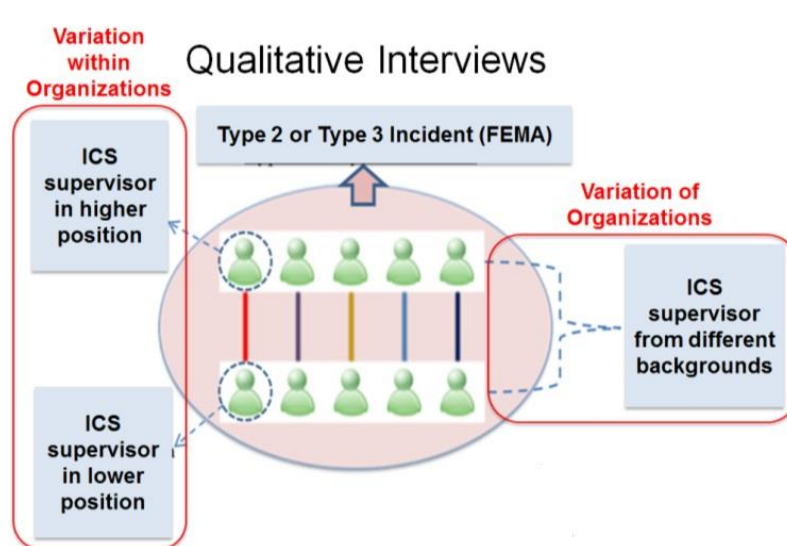 Variation
within
Organizations
Qualitative Interviews
Type 2 or Type 3 Incident (FEMA)
ICS
supervisor
in higher
position
Variation of
Organizations
ICS
supervisor
from different
backgrounds
ICS
supervisor
in lower
position